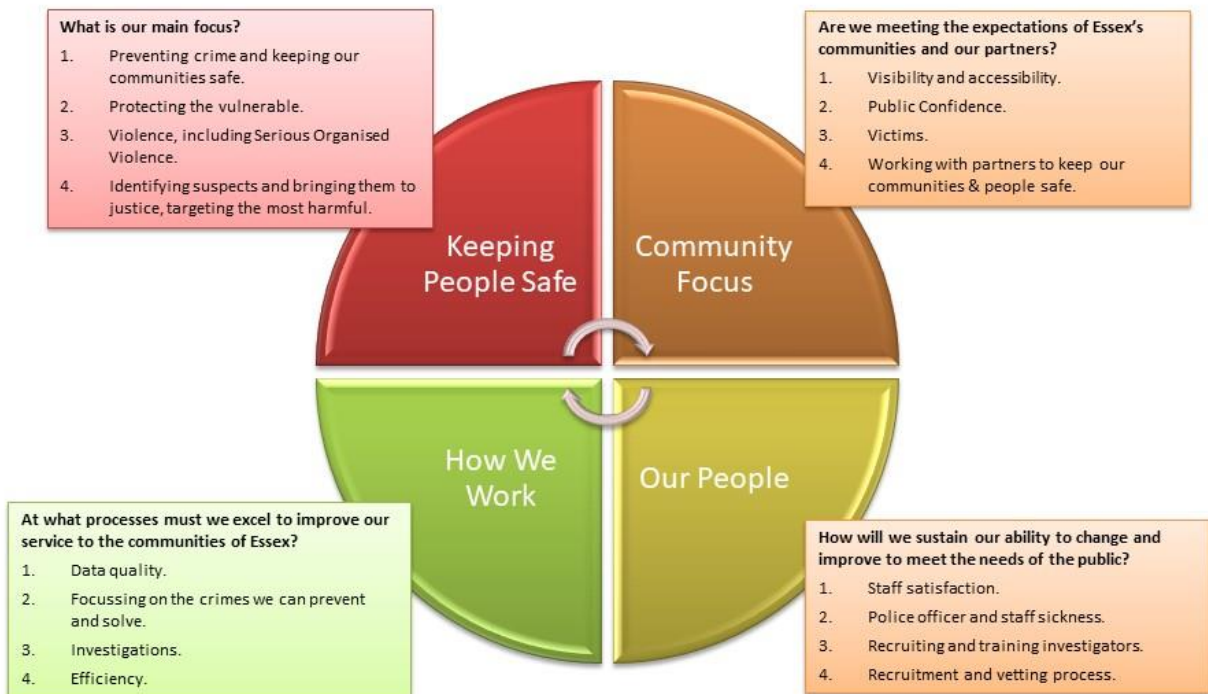 What is our main focus?
1. Preventing crime and keeping our
communities safe.
2. Protecting the vulnerable.
3. Violence, including Serious Organised
Violence.
4. Identifying suspects and bringing them to
justice, targeting the most harmful.
Are we meeting the expectations of Essex's
communities and our partners?
1. Visibility and accessibility.
2. Public Confidence.
3. Victims.
4. Working with partners to keep our
communities & people safe.
Keeping
People Safe
Community
Focus
How We
Work
Our People
At what processes must we excel to improve our
service to the communities of Essex?
1. Data quality.
2. Focussing on the crimes we can prevent
and solve.
3. Investigations.
4. Efficiency.
How will we sustain our ability to change and
improve to meet the needs of the public?
1. Staff satisfaction.
2. Police officer and staff sickness.
3. Recruiting and training investigators.
4. Recruitment and vetting process.